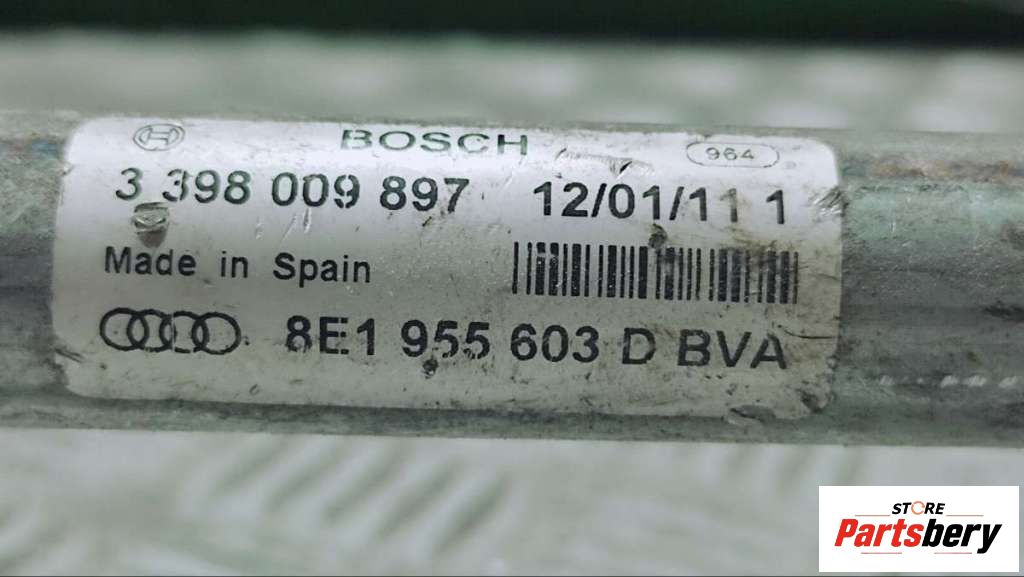 BOSCH 964
3 398 009 897 12/01/11 1
Made in Spain
8E1 955 603 D BVA
STORE
Partsbery